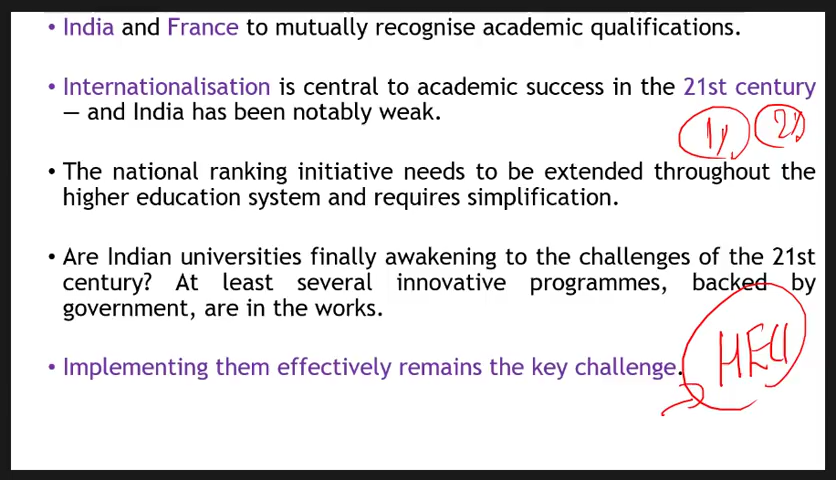 • India and France to mutually recognise academic qualifications.
• Internationalisation is central to academic success in the 21st century
— and India has been notably weak.
1% 2%
• The national ranking initiative needs to be extended throughout the
higher education system and requires simplification.
• Are Indian universities finally awakening to the challenges of the 21st
century? At least several innovative programmes, backed by
government, are in the works.
• Implementing them effectively remains the key challenge.